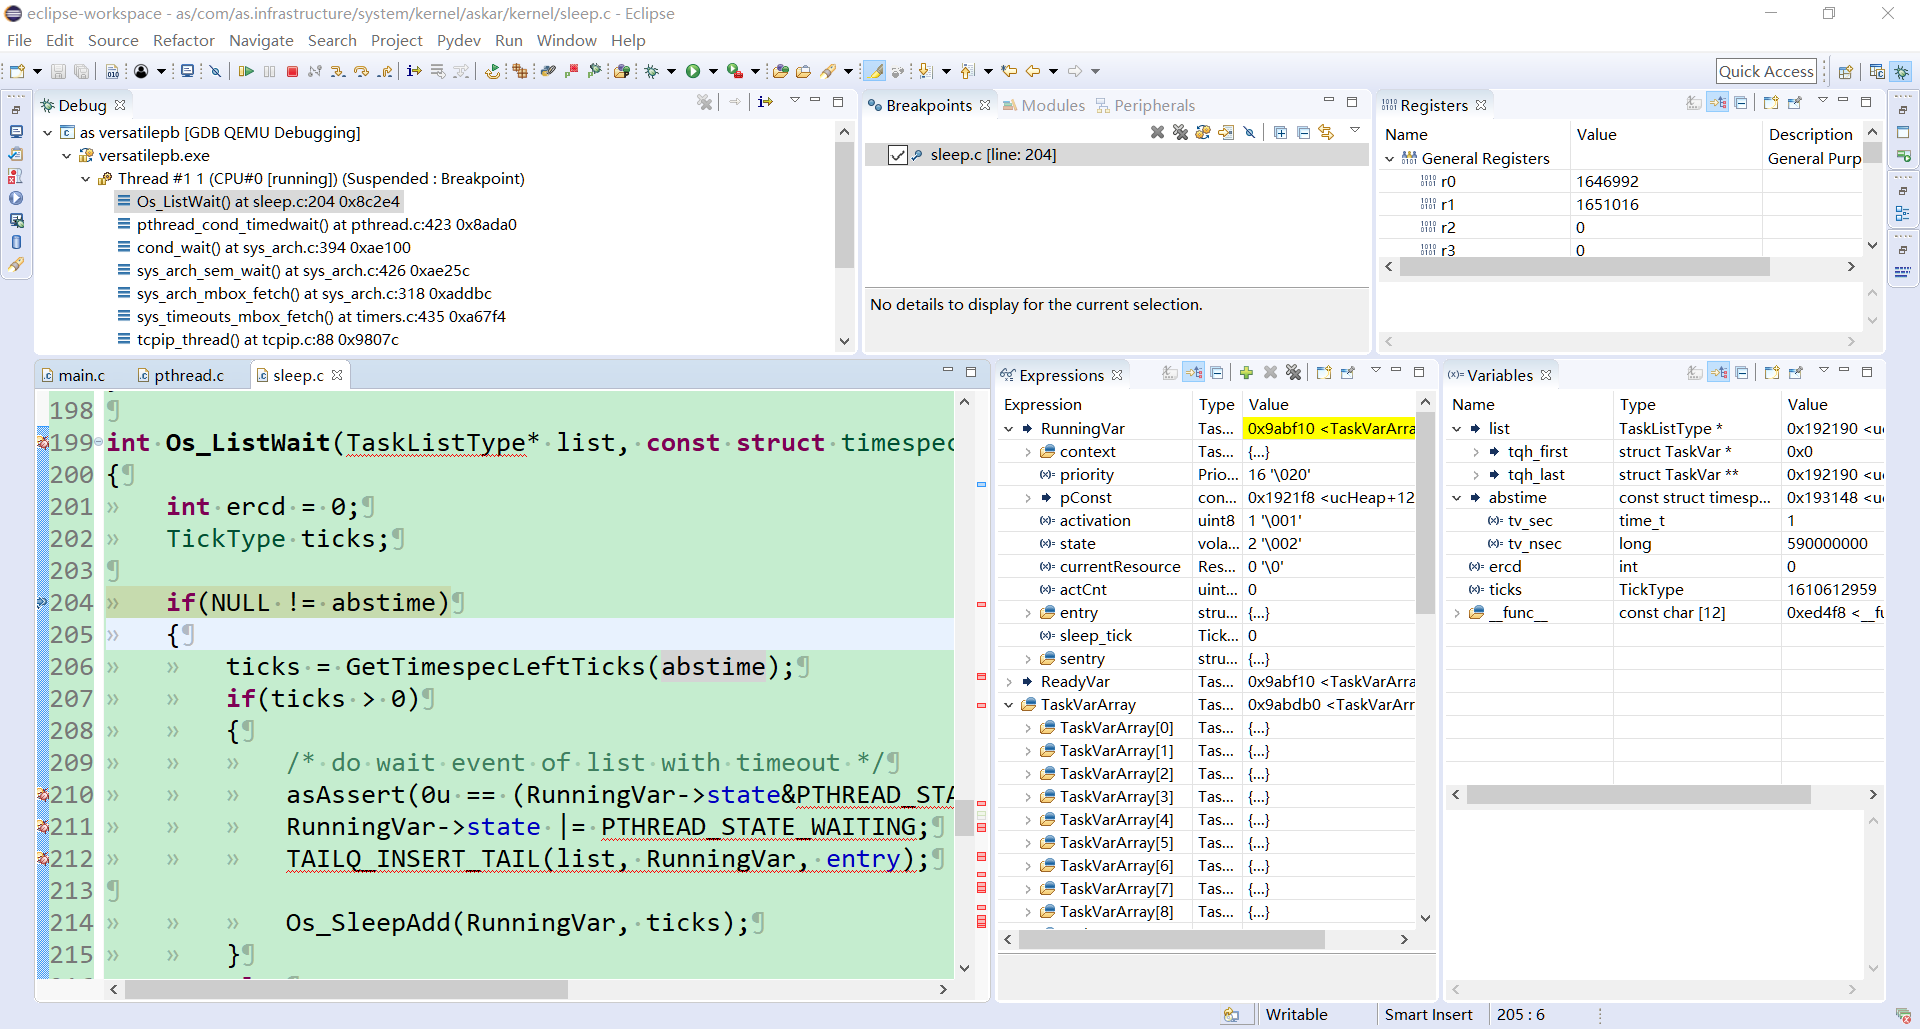 eclipse-workspace - as/com/as.infrastructure/system/kernel/askar/kernel/sleep.c - Eclipse
File Edit Source Refactor Navigate Search Project Pydev Run Window Help
Quick Access
Debug
as versatilepb [GDB QEMU Debugging]
versatilepb.exe
Thread #1 1 (CPU#0 [running]) (Suspended : Breakpoint)
Os_ListWait() at sleep.c:204 0x8c2e4
pthread_cond_timedwait() at pthread.c:423 0x8ada0
cond_wait() at sys_arch.c:394 0xae100
sys_arch_sem_wait() at sys_arch.c:426 0xae25c
sys_arch_mbox_fetch() at sys_arch.c:318 0xaddbc
sys_timeouts_mbox_fetch() at timers.c:435 0xa67f4
tcpip_thread() at tcpip.c:88 0x9807c
Breakpoints Modules Peripherals
sleep.c [line: 204]
No details to display for the current selection.
Registers
Name Value Description
General Registers General Purp
r0 1646992
r1 1651016
r2 0
r3 0
main.c pthread.c sleep.c
198 ¶
199 int Os_ListWait(TaskListType* list, const struct timespec
200 {¶
201 » int ercd = 0;¶
202 » TickType ticks;¶
203 ¶
204 » if(NULL != abstime)¶
205 » {¶
206 » » ticks = GetTimespecLeftTicks(abstime);¶
207 » » if(ticks > 0)¶
208 » » {¶
209 » » » /* do wait event of list with timeout */¶
210 » » » asAssert(0u == (RunningVar->state&PTHREAD_STA
211 » » » RunningVar->state |= PTHREAD_STATE_WAITING;¶
212 » » » TAILQ_INSERT_TAIL(list, RunningVar, entry);¶
213 ¶
214 » » » Os_SleepAdd(RunningVar, ticks);¶
215 » » }¶
Expressions
Expression Type Value
RunningVar Tas... 0x9abf10 <TaskVarArra
context Tas... {...}
priority Prio... 16 '\020'
pConst con... 0x1921f8 <ucHeap+12
activation uint8 1 '\001'
state vola... 2 '\002'
currentResource Res... 0 '\0'
actCnt uint... 0
entry stru... {...}
sleep_tick Tick... 0
sentry stru... {...}
ReadyVar Tas... 0x9abf10 <TaskVarArra
TaskVarArray Tas... 0x9abdb0 <TaskVarArr
TaskVarArray[0] Tas... {...}
TaskVarArray[1] Tas... {...}
TaskVarArray[2] Tas... {...}
TaskVarArray[3] Tas... {...}
TaskVarArray[4] Tas... {...}
TaskVarArray[5] Tas... {...}
TaskVarArray[6] Tas... {...}
TaskVarArray[7] Tas... {...}
TaskVarArray[8] Tas... {...}
Variables
Name Type Value
list TaskListType * 0x192190 <u
tqh_first struct TaskVar * 0x0
tqh_last struct TaskVar ** 0x192190 <u
abstime const struct timesp... 0x193148 <u
tv_sec time_t 1
tv_nsec long 590000000
ercd int 0
ticks TickType 1610612959
__func__ const char [12] 0xed4f8 <__f
Writable Smart Insert 205 : 6